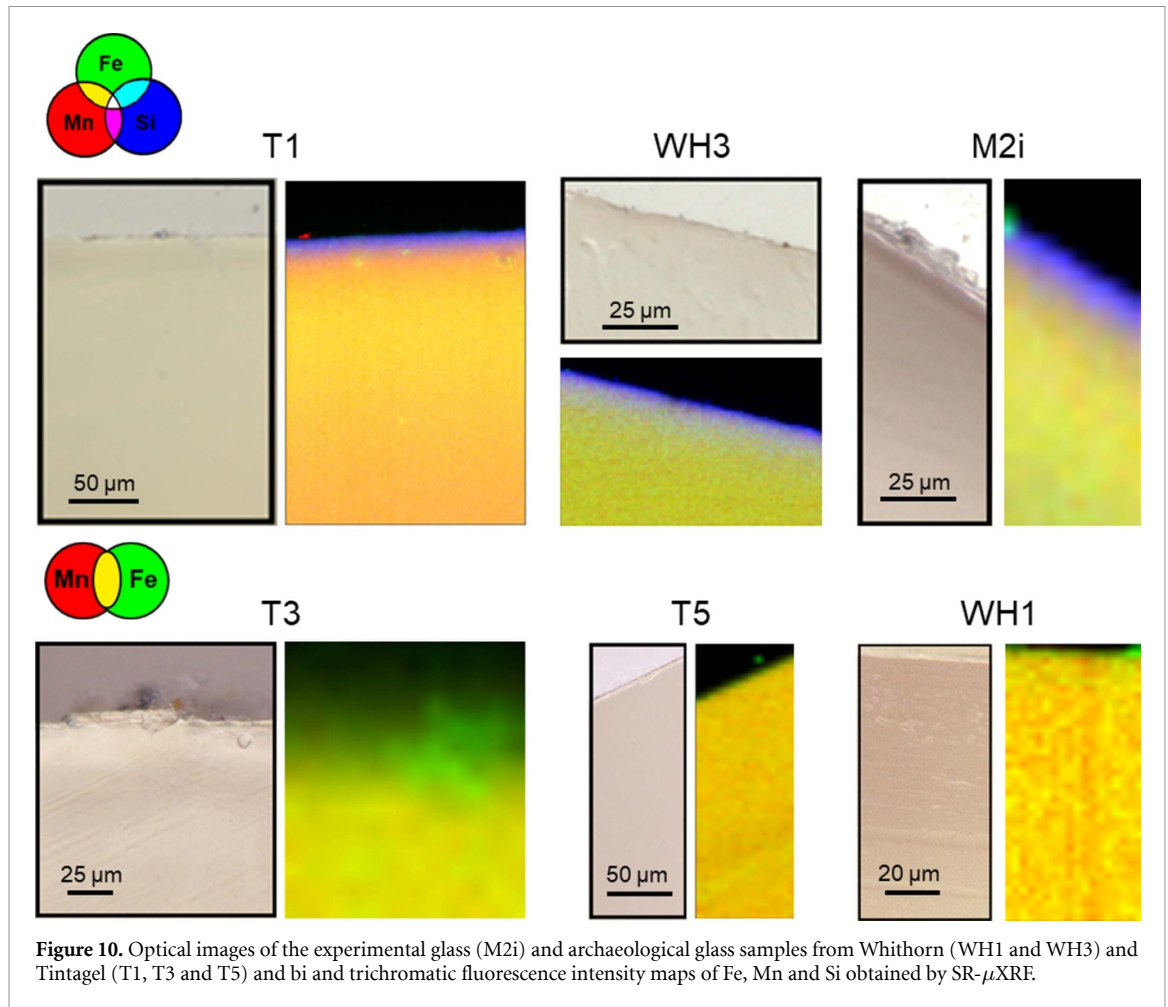 Fe
Mn Si
T1 WH3 M2i
50 µm
25 µm
25 µm
Mn Fe
T3 T5 WH1
25 µm
50 µm
20 µm
Figure 10. Optical images of the experimental glass (M2i) and archaeological glass samples from Whithorn (WH1 and WH3) and
Tintagel (T1, T3 and T5) and bi and trichromatic fluorescence intensity maps of Fe, Mn and Si obtained by SR-µXRF.